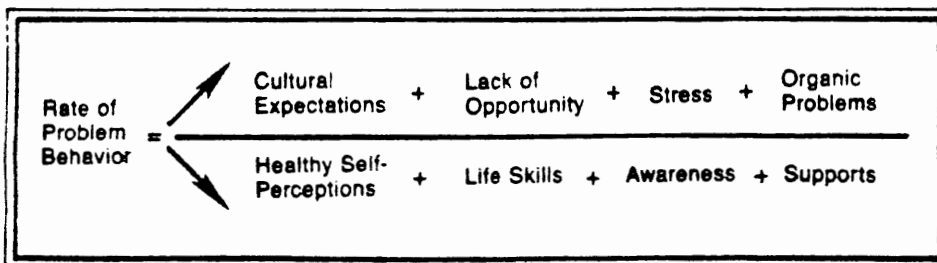 Rate of
Problem
Behavior =
Cultural
Expectations + Lack of
Opportunity + Stress + Organic
Problems
Healthy Self-
Perceptions + Life Skills + Awareness + Supports